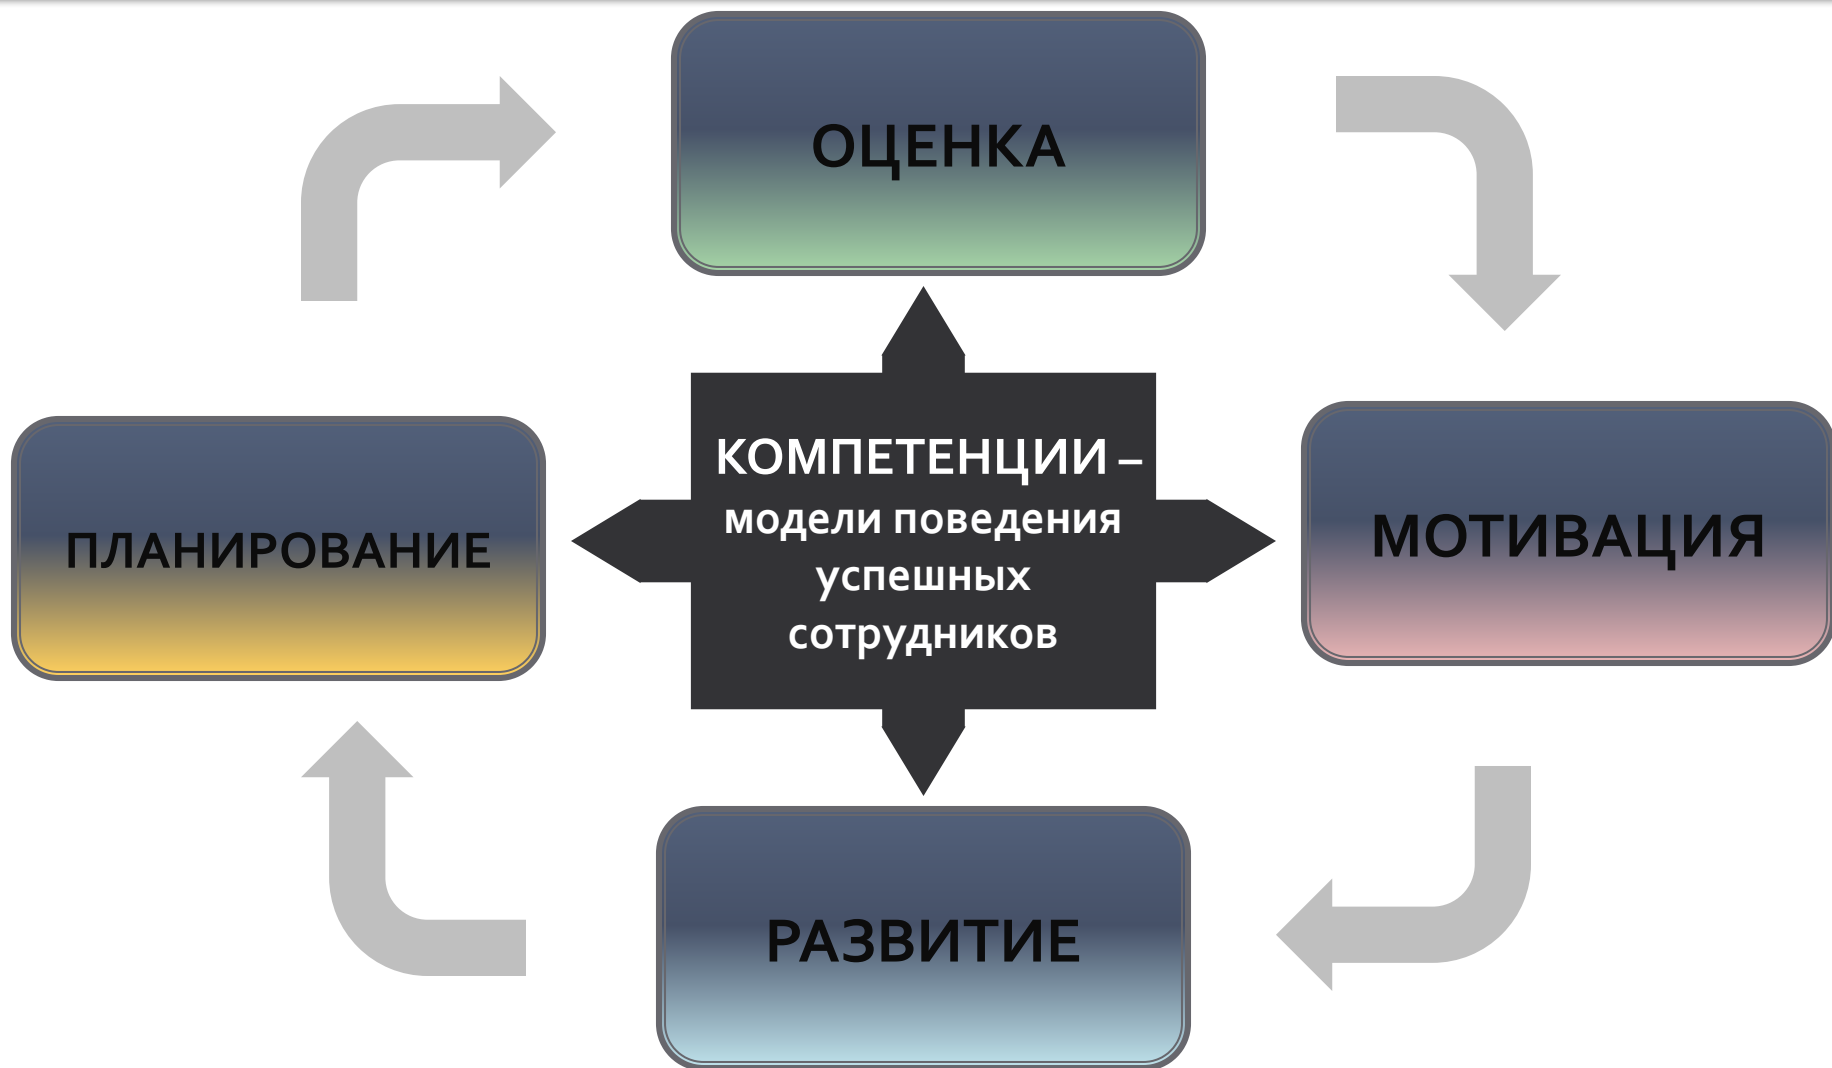 ОЦЕНКА
КОМПЕТЕНЦИИ –
модели поведения
успешных
сотрудников
ПЛАНИРОВАНИЕ
МОТИВАЦИЯ
РАЗВИТИЕ